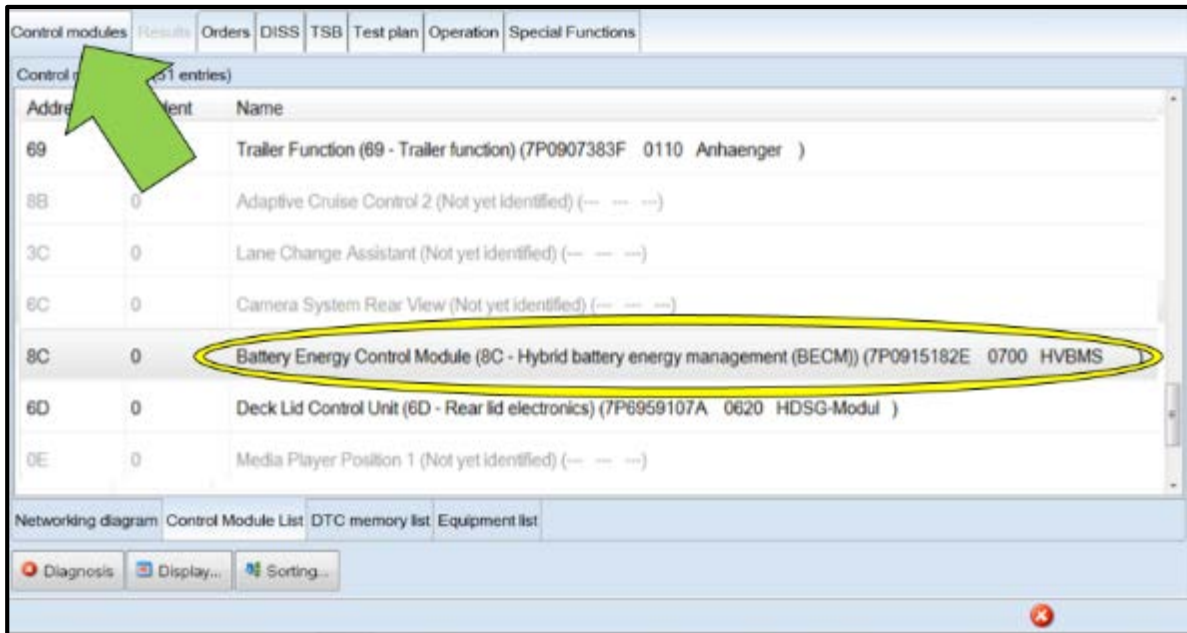 Control modules Results Orders DISS TSB Test plan Operation Special Functions
Control 51 entries)
Addre ent Name
69 Trailer Function (69 - Trailer function) (7P0907383F 0110 Anhaenger )
8B 0 Adaptive Cruise Control 2 (Not yet identified) (--- --- ---)
3C 0 Lane Change Assistant (Not yet identified) (--- --- ---)
6C 0 Camera System Rear View (Not yet identified) (--- --- ---)
8C 0 Battery Energy Control Module (8C - Hybrid battery energy management (BECM)) (7P0915182E 0700 HVBMS )
6D 0 Deck Lid Control Unit (6D - Rear lid electronics) (7P6959107A 0620 HDSG-Modul )
0E 0 Media Player Position 1 (Not yet identified) (--- --- ---)
Networking diagram Control Module List DTC memory list Equipment list
Diagnosis Display... Sorting...